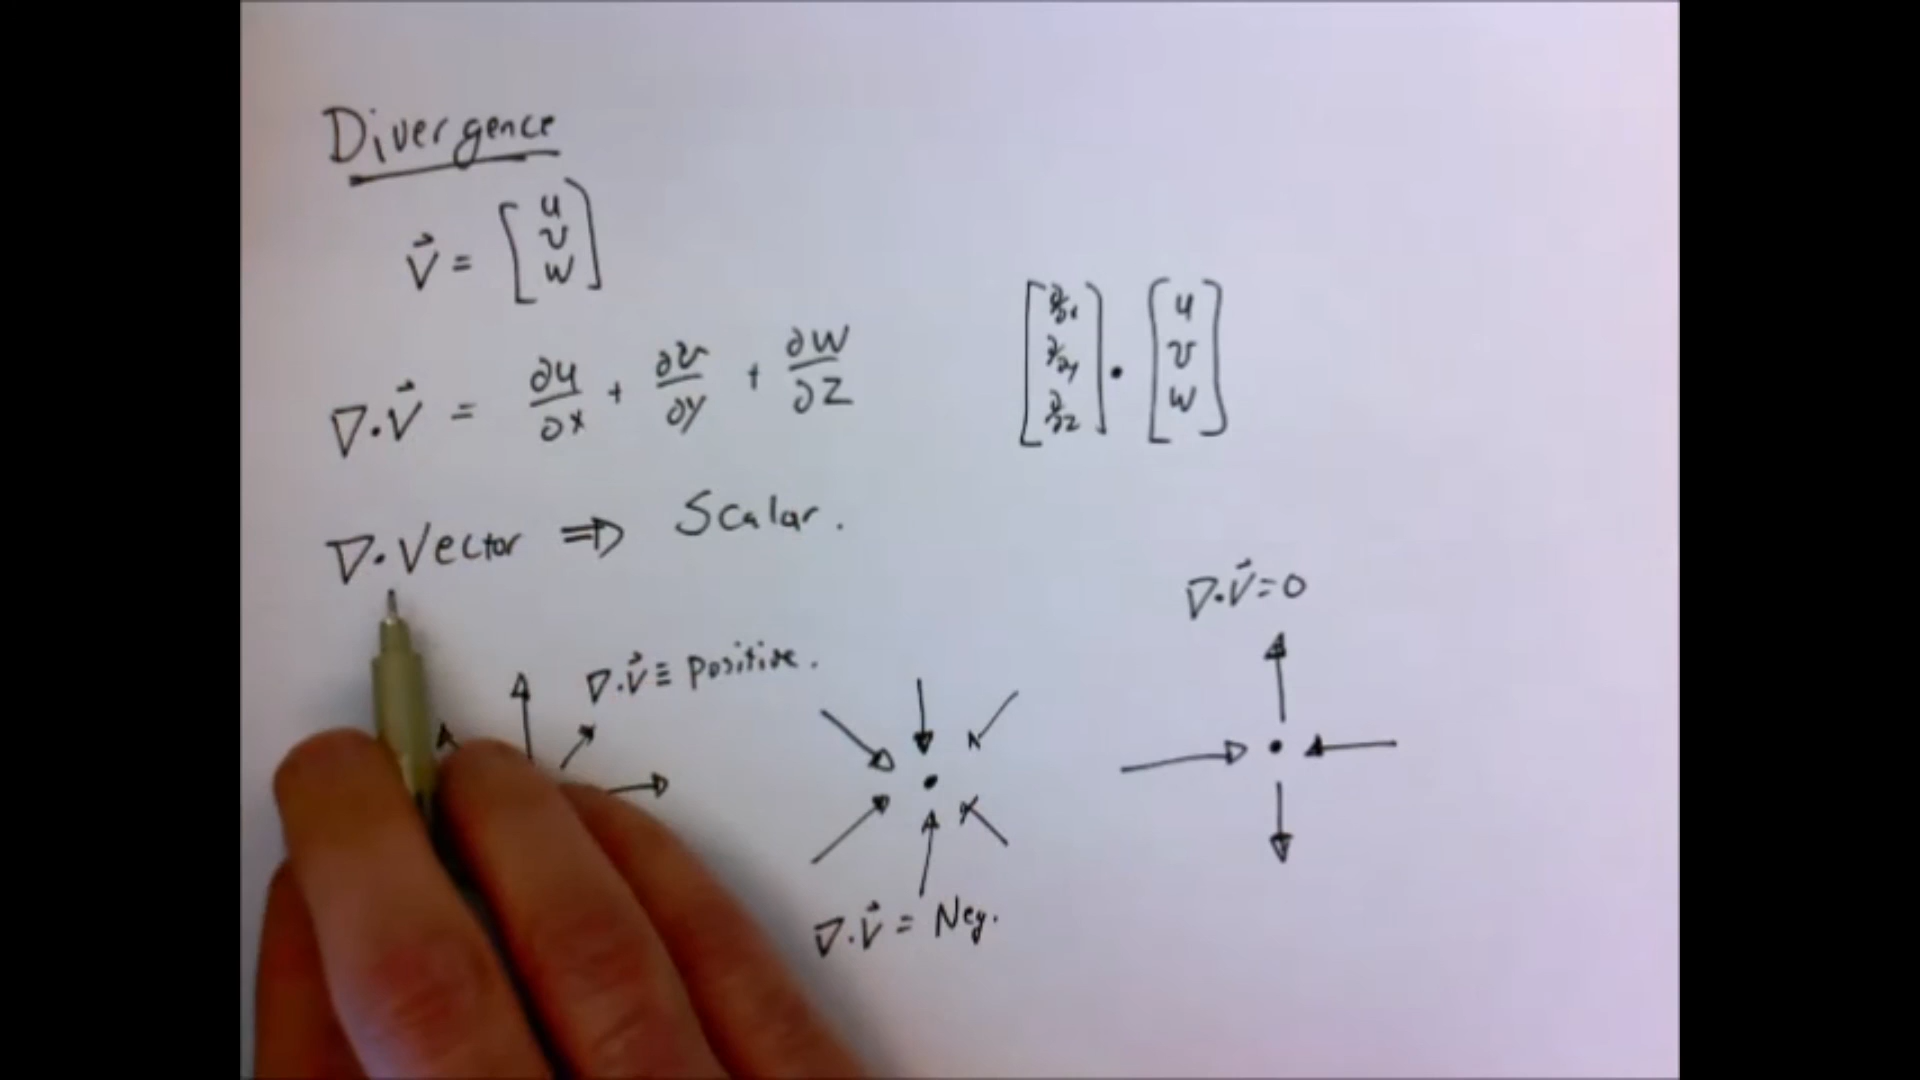 Divergence
V⃗ = [u v w]
∇·V⃗ = ∂u/∂x + ∂v/∂y + ∂w/∂z
[∂/∂x ∂/∂y ∂/∂z] · [u v w]
∇·Vector ⇒ Scalar.
∇·V⃗ = 0
∇·V⃗ ≡ positive.
∇·V⃗ = Neg.